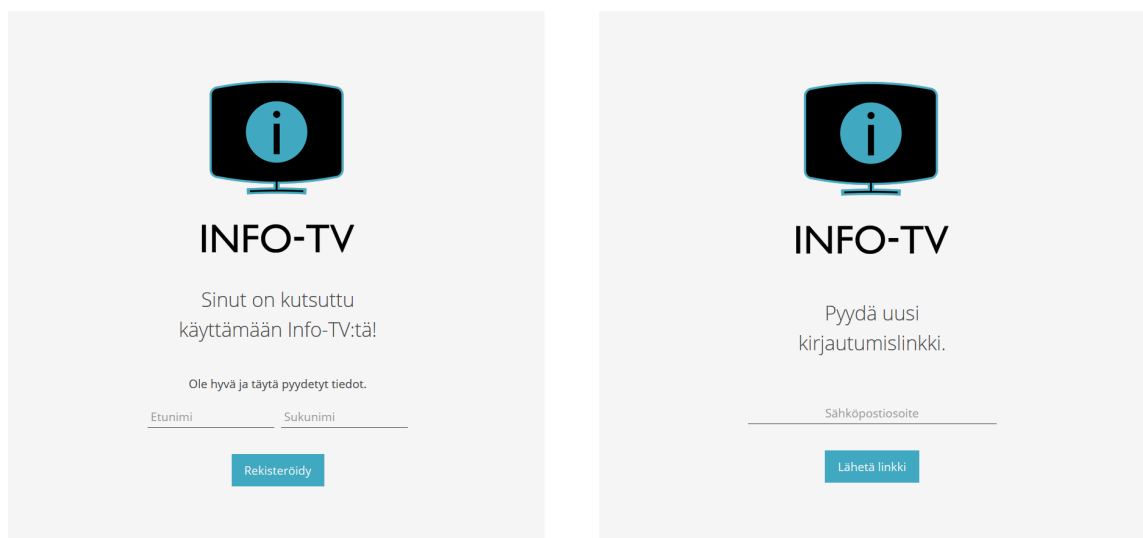 i
INFO-TV
Sinut on kutsuttu
käyttämään Info-TV:tä!
Ole hyvä ja täytä pyydetyt tiedot.
Etunimi Sukunimi
Rekisteröidy
i
INFO-TV
Pyydä uusi
kirjautumislinkki.
Sähköpostiosoite
Lähetä linkki